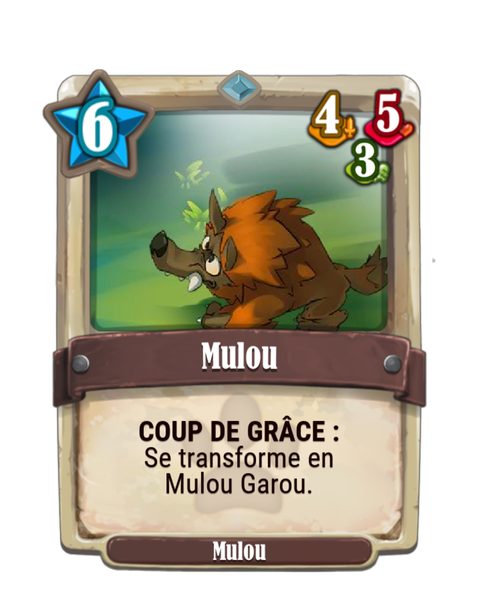 6
4
5
3
Mulou
COUP DE GRÂCE :
Se transforme en
Mulou Garou.
Mulou